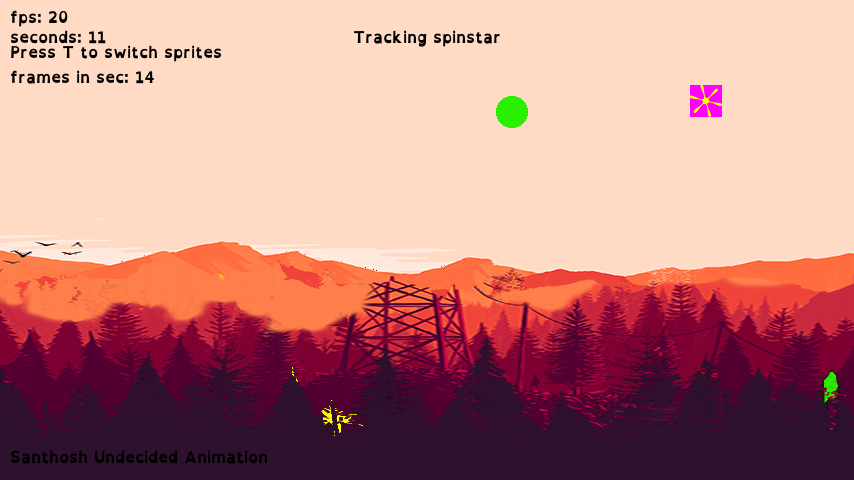 fps: 20
seconds: 11
Press T to switch sprites
frames in sec: 14
Tracking spinstar
Santhosh Undecided Animation